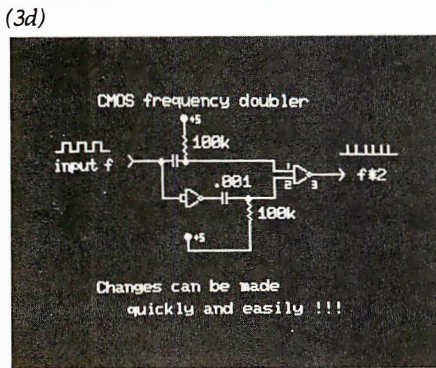 (3d)
CMOS frequency doubler
+5
100k
input f
.001
1
2
3
f*2
100k
+5
Changes can be made
quickly and easily !!!